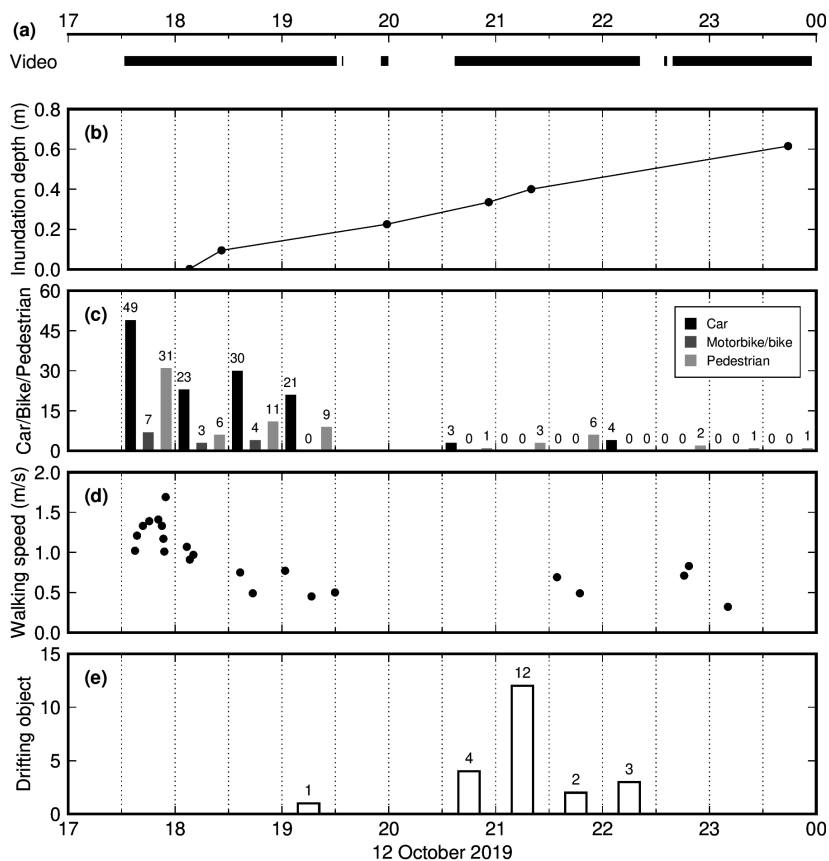 (a)
17 18 19 20 21 22 23 00
Video
(b)
Inundation depth (m)
0.8
0.6
0.4
0.2
0.0
(c)
Car/Bike/Pedestrian
60
45
30
15
0
49 7 31 23 3 6 30 4 11 21 0 9 3 0 1 0 0 3 0 0 6 4 0 0 0 0 2 0 0 1 0 0 1
Car
Motorbike/bike
Pedestrian
(d)
Walking speed (m/s)
2.0
1.5
1.0
0.5
0.0
(e)
Drifting object
15
10
5
0
1 4 12 2 3
17 18 19 20 21 22 23 00
12 October 2019